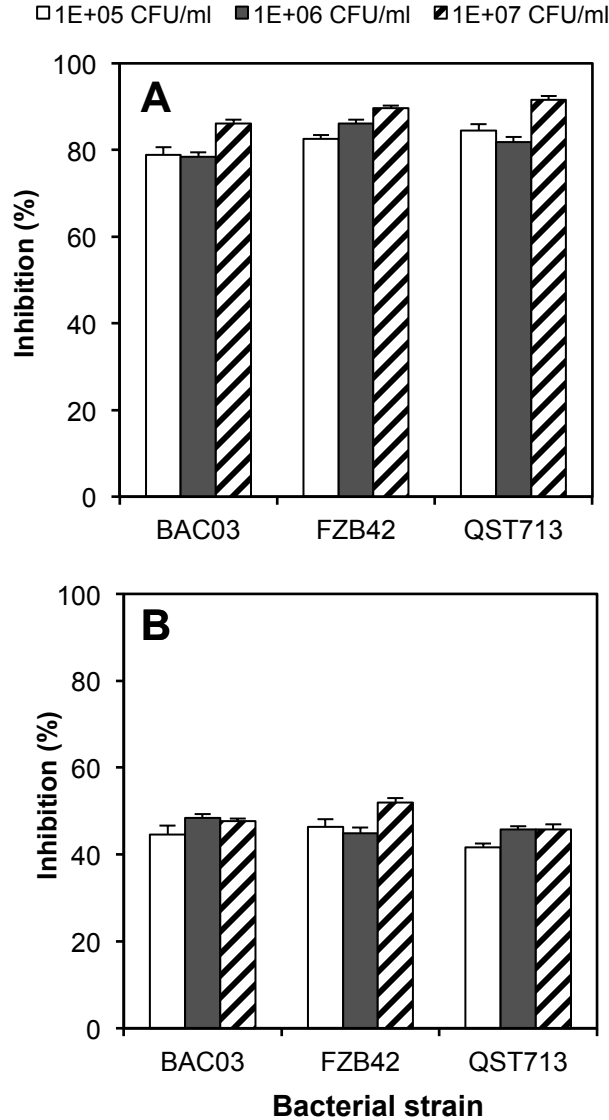 1E+05 CFU/ml 1E+06 CFU/ml 1E+07 CFU/ml
A
100
80
60
40
20
0
Inhibition (%)
BAC03 FZB42 QST713
B
100
80
60
40
20
0
Inhibition (%)
BAC03 FZB42 QST713
Bacterial strain